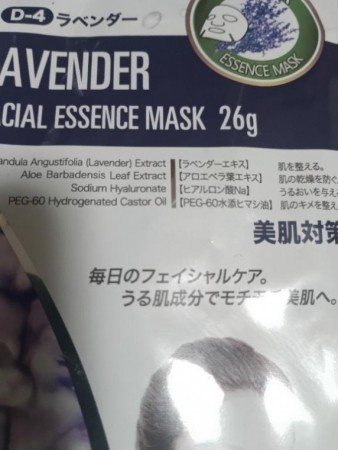 D-4 ラベンダー
ESSENCE MASK
AVENDER
CIAL ESSENCE MASK 26g
andula Angustifolia (Lavender) Extract 【ラベンダーエキス】 肌を整える。
Aloe Barbadensis Leaf Extract 【アロエベラ葉エキス】 肌の乾燥を防ぐ
Sodium Hyaluronate 【ヒアルロン酸Na】 うるおいを与え
PEG-60 Hydrogenated Castor Oil 【PEG-60水添ヒマシ油】 肌のキメを整え
美肌対策
毎日のフェイシャルケア。
うる肌成分でモチモチ美肌へ。